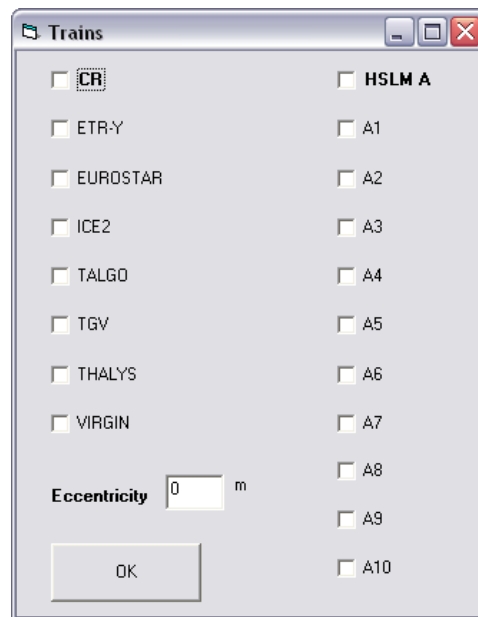 Trains
CR
ETR-Y
EUROSTAR
ICE2
TALGO
TGV
THALYS
VIRGIN
Eccentricity 0 m
OK
HSLM A
A1
A2
A3
A4
A5
A6
A7
A8
A9
A10